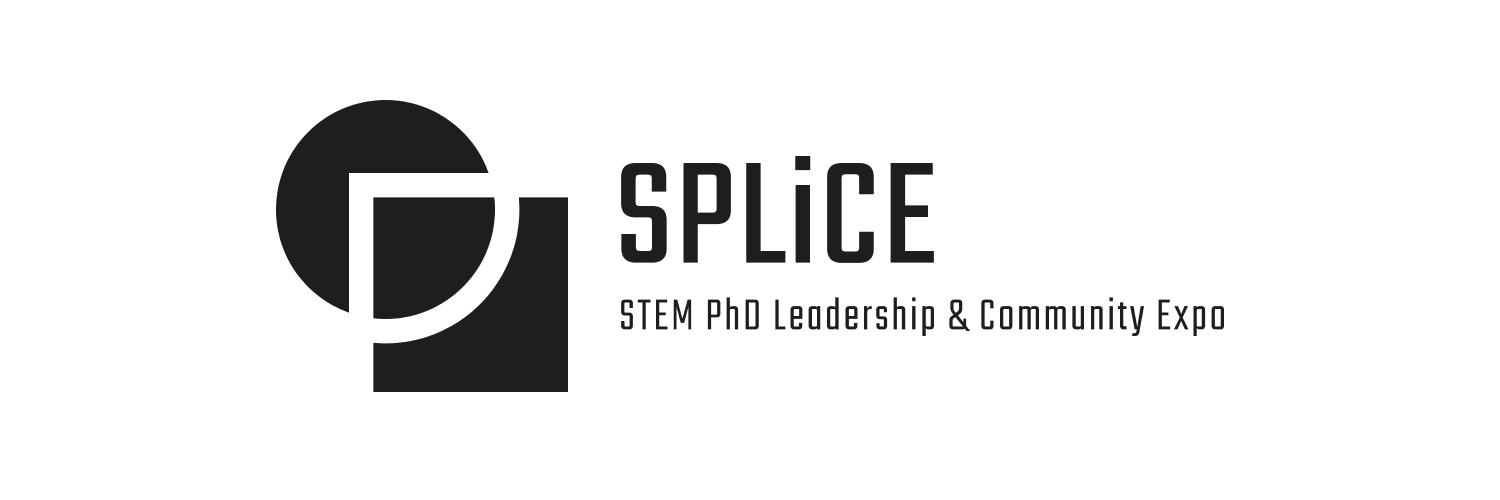 SPLiCE
STEM PhD Leadership & Community Expo